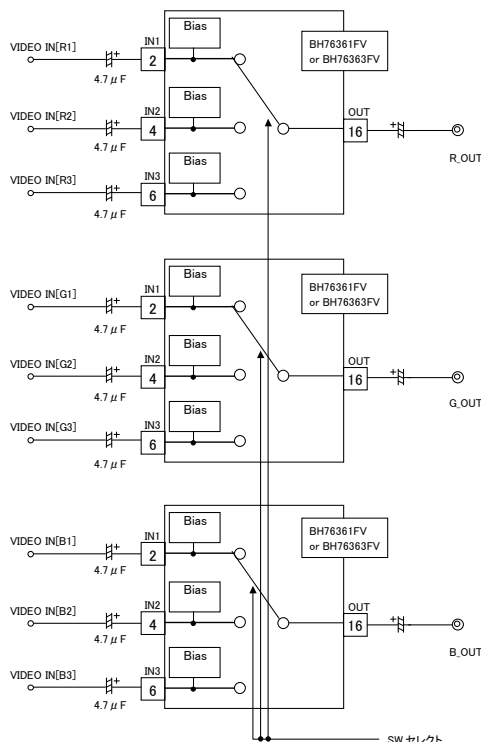 Bias
BH76361FV
or BH76363FV
VIDEO IN[R1]
+
4.7μF
IN1
2
Bias
VIDEO IN[R2]
+
4.7μF
IN2
4
OUT
16
+
R_OUT
Bias
VIDEO IN[R3]
+
4.7μF
IN3
6
Bias
BH76361FV
or BH76363FV
VIDEO IN[G1]
+
4.7μF
IN1
2
Bias
VIDEO IN[G2]
+
4.7μF
IN2
4
OUT
16
+
G_OUT
Bias
VIDEO IN[G3]
+
4.7μF
IN3
6
Bias
BH76361FV
or BH76363FV
VIDEO IN[B1]
+
4.7μF
IN1
2
Bias
VIDEO IN[B2]
+
4.7μF
IN2
4
OUT
16
+
B_OUT
Bias
VIDEO IN[B3]
+
4.7μF
IN3
6
SW セレクト